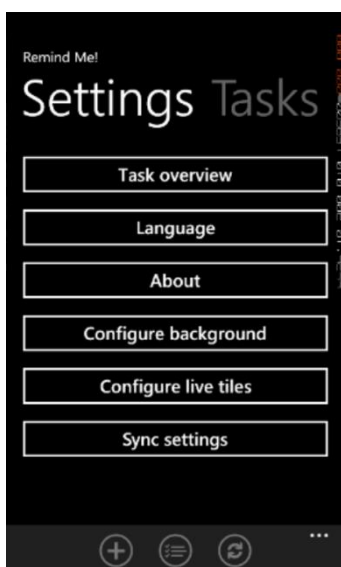 Remind Me!
Settings Tasks
Task overview
Language
About
Configure background
Configure live tiles
Sync settings